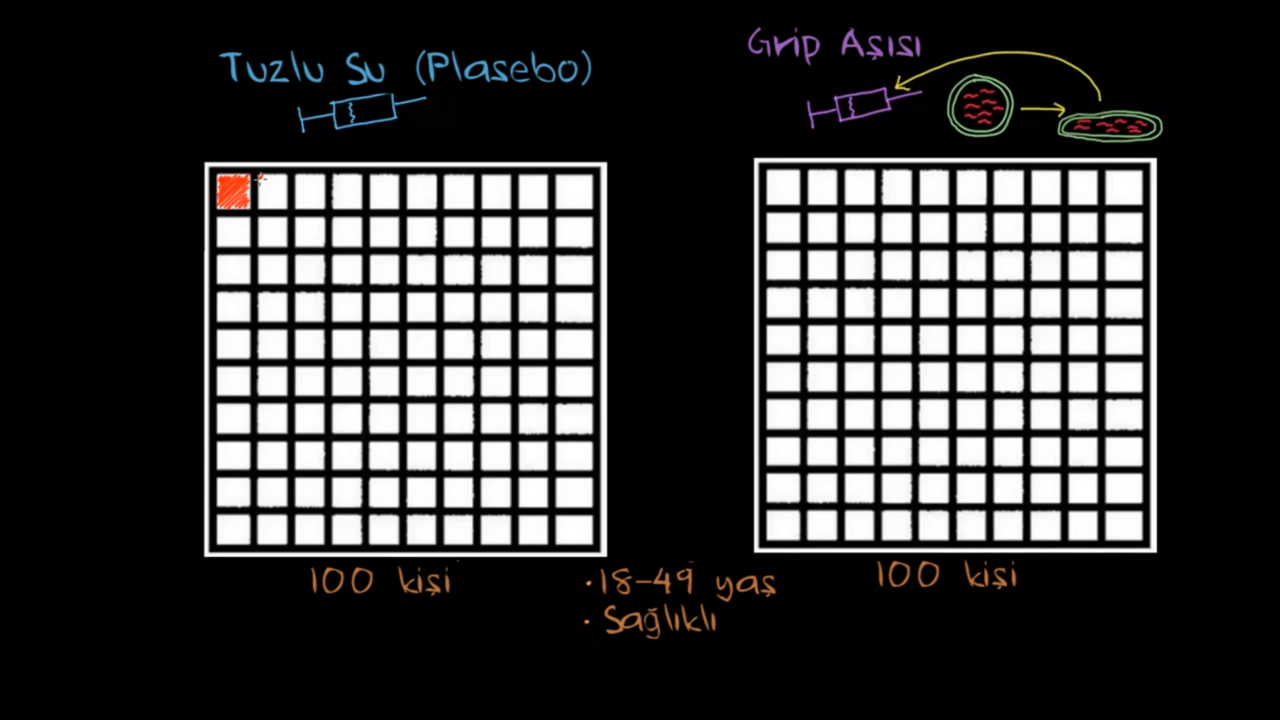 Tuzlu Su (Plasebo)
Grip Aşısı
100 kişi
• 18-49 yaş
• Sağlıklı
100 kişi